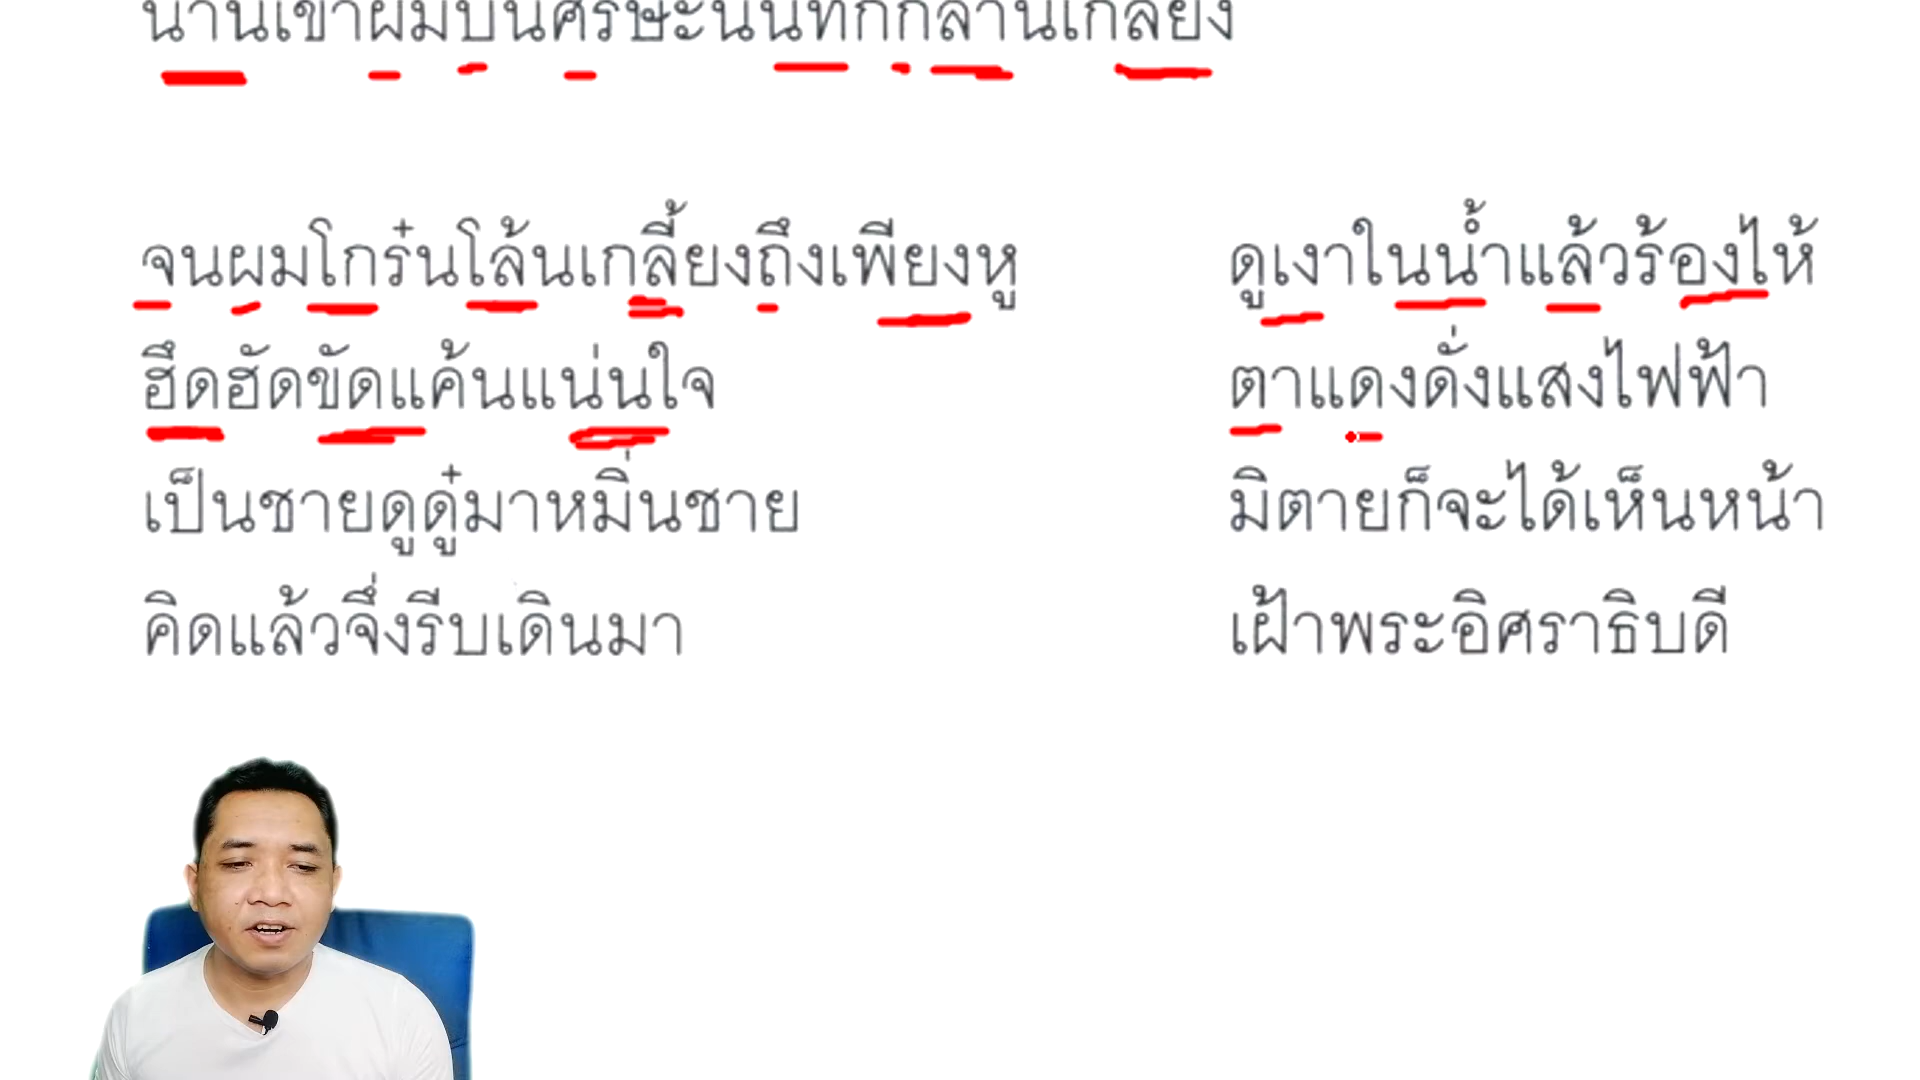 นานเข้าผมบนศีรษะนนทุกก็ล้านเกลี้ยง
จนผมโกร๋นโล้นเกลี้ยงถึงเพียงหู ดูเงาในน้ำแล้วร้องไห้
ฮึดฮัดขัดแค้นแน่นใจ ตาแดงดั่งแสงไฟฟ้า
เป็นชายดูดู๋มาหมิ่นชาย มิตายก็จะได้เห็นหน้า
คิดแล้วจึ่งรีบเดินมา เฝ้าพระอิศราธิบดี